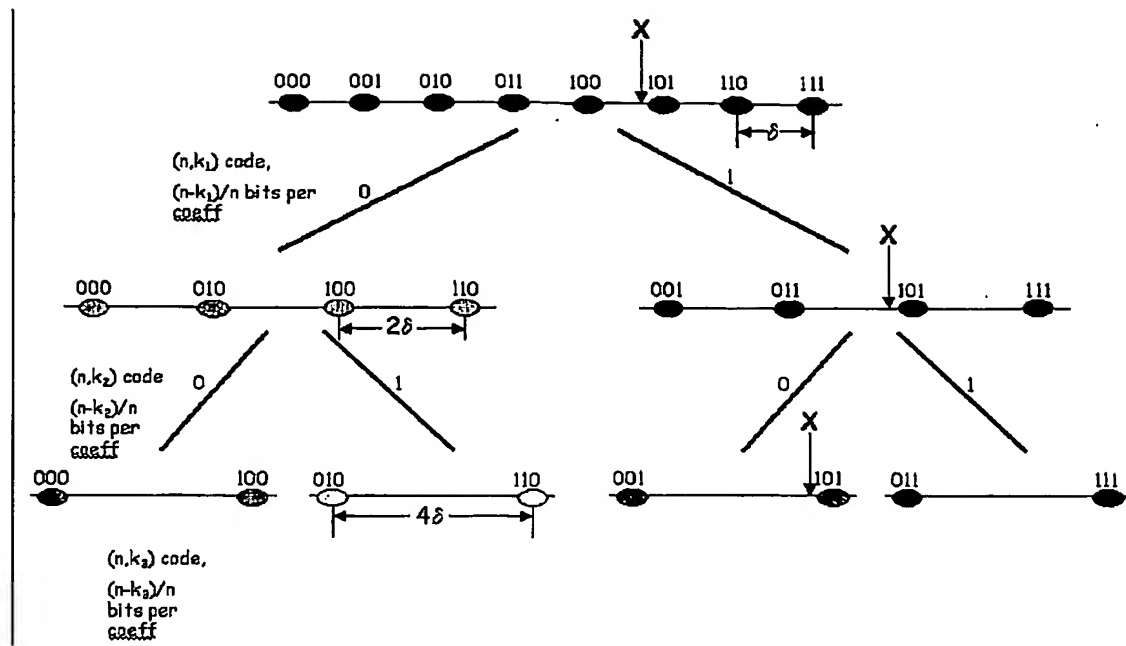 X
000 001 010 011 100 101 110 111
δ
(n,k₁) code,
(n-k₁)/n bits per
coeff
0
1
X
000 010 100 110
001 011 101 111
2δ
(n,k₂) code
(n-k₂)/n
bits per
coeff
0
1
0
1
X
000 100
010 110
001 101
011 111
4δ
(n,k₃) code,
(n-k₃)/n
bits per
coeff